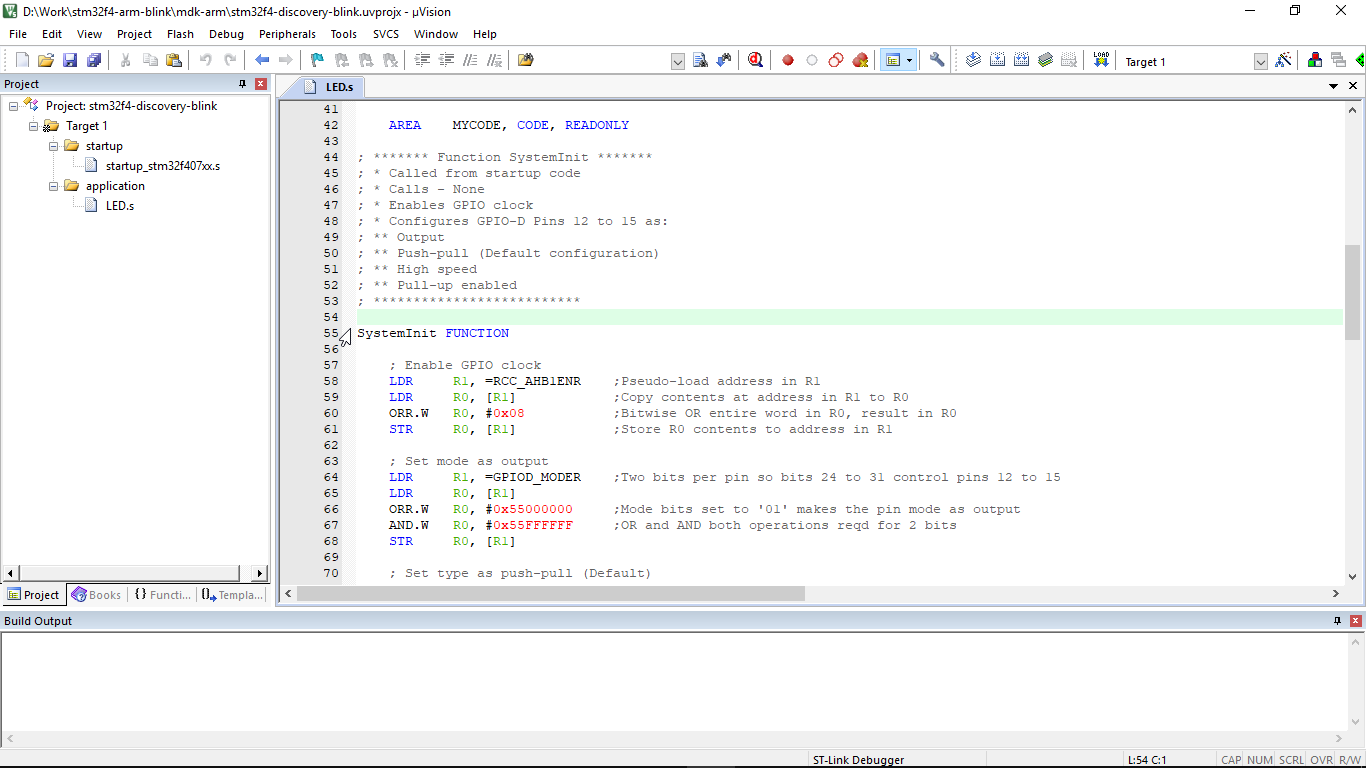 D:\Work\stm32f4-arm-blink\mdk-arm\stm32f4-discovery-blink.uvprojx - µVision
File Edit View Project Flash Debug Peripherals Tools SVCS Window Help
LOAD Target 1
Project
Project: stm32f4-discovery-blink
Target 1
startup
startup_stm32f407xx.s
application
LED.s
Project Books {} Functi... Templa...
LED.s
41
42 AREA MYCODE, CODE, READONLY
43
44 ; ******* Function SystemInit *******
45 ; * Called from startup code
46 ; * Calls - None
47 ; * Enables GPIO clock
48 ; * Configures GPIO-D Pins 12 to 15 as:
49 ; ** Output
50 ; ** Push-pull (Default configuration)
51 ; ** High speed
52 ; ** Pull-up enabled
53 ; **************************
54
55 SystemInit FUNCTION
56
57 ; Enable GPIO clock
58 LDR R1, =RCC_AHB1ENR ;Pseudo-load address in R1
59 LDR R0, [R1] ;Copy contents at address in R1 to R0
60 ORR.W R0, #0x08 ;Bitwise OR entire word in R0, result in R0
61 STR R0, [R1] ;Store R0 contents to address in R1
62
63 ; Set mode as output
64 LDR R1, =GPIOD_MODER ;Two bits per pin so bits 24 to 31 control pins 12 to 15
65 LDR R0, [R1]
66 ORR.W R0, #0x55000000 ;Mode bits set to '01' makes the pin mode as output
67 AND.W R0, #0x55FFFFFF ;OR and AND both operations reqd for 2 bits
68 STR R0, [R1]
69
70 ; Set type as push-pull (Default)
Build Output
ST-Link Debugger L:54 C:1 CAP NUM SCRL OVR R/W